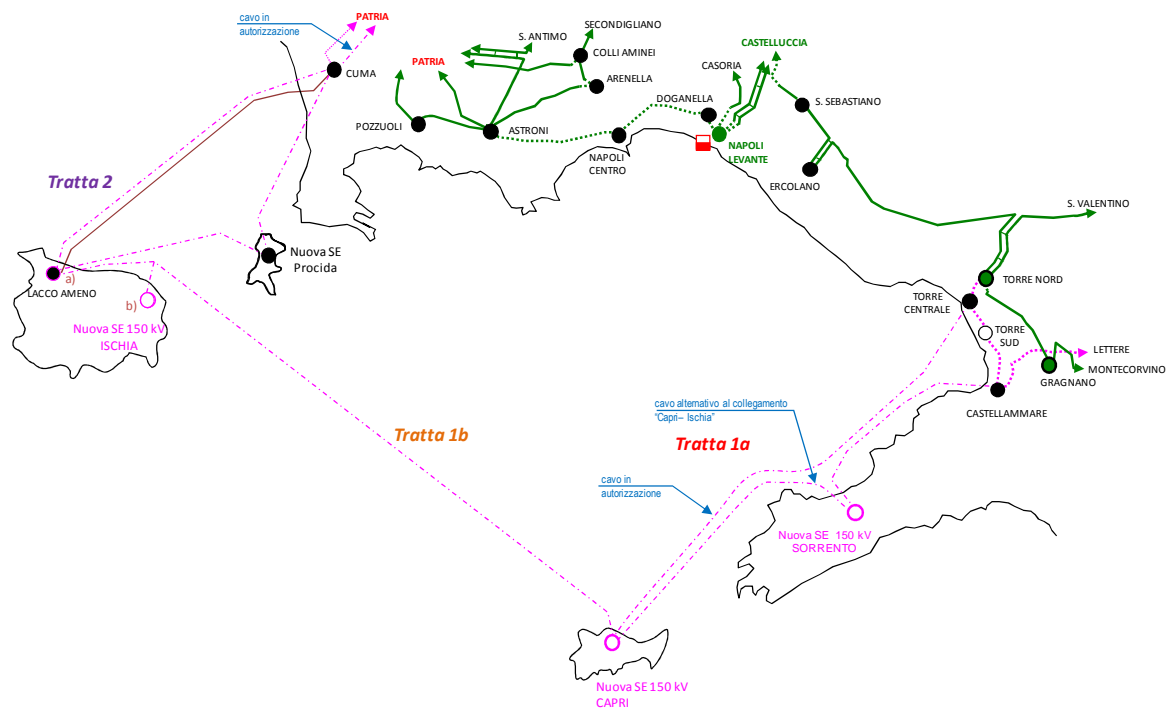 cavo in
autorizzazione
PATRIA
CUMA
SECONDIGLIANO
S. ANTIMO
COLLI AMINEI
PATRIA
ARENELLA
POZZUOLI
ASTRONI
CASTELLUCCIA
CASORIA
DOGANELLA
S. SEBASTIANO
NAPOLI
CENTRO
NAPOLI
LEVANTE
ERCOLANO
S. VALENTINO
Tratta 2
Nuova SE
Procida
LACCO AMENO
a)
b)
Nuova SE 150 kV
ISCHIA
TORRE NORD
TORRE
CENTRALE
TORRE
SUD
LETTERE
MONTECORVINO
GRAGNANO
CASTELLAMMARE
cavo alternativo al collegamento
“Capri– Ischia”
Tratta 1b
Tratta 1a
cavo in
autorizzazione
Nuova SE 150 kV
SORRENTO
Nuova SE 150 kV
CAPRI